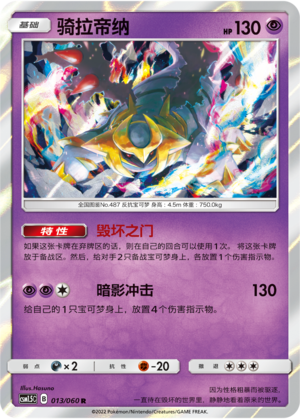 基础
骑拉帝纳
HP 130
全国图鉴No.487 反抗宝可梦 身高：4.5m 体重：750.0kg
特性 毁坏之门
如果这张卡牌在弃牌区的话，则在自己的回合可以使用1次。将这张卡牌
放于备战区。然后，给对手2只备战宝可梦身上，各放置1个伤害指示物。
暗影冲击 130
给自己的1只宝可梦身上，放置4个伤害指示物。
弱点 ×2 抗性 -20 撤退
Illus. Hasuno
CSM1.5C B 013/060 R
因为性格粗暴而被驱逐。
一直待在毁坏的世界里，静静地看着原来的世界。
©2022 Pokémon/Nintendo/Creatures/GAME FREAK.